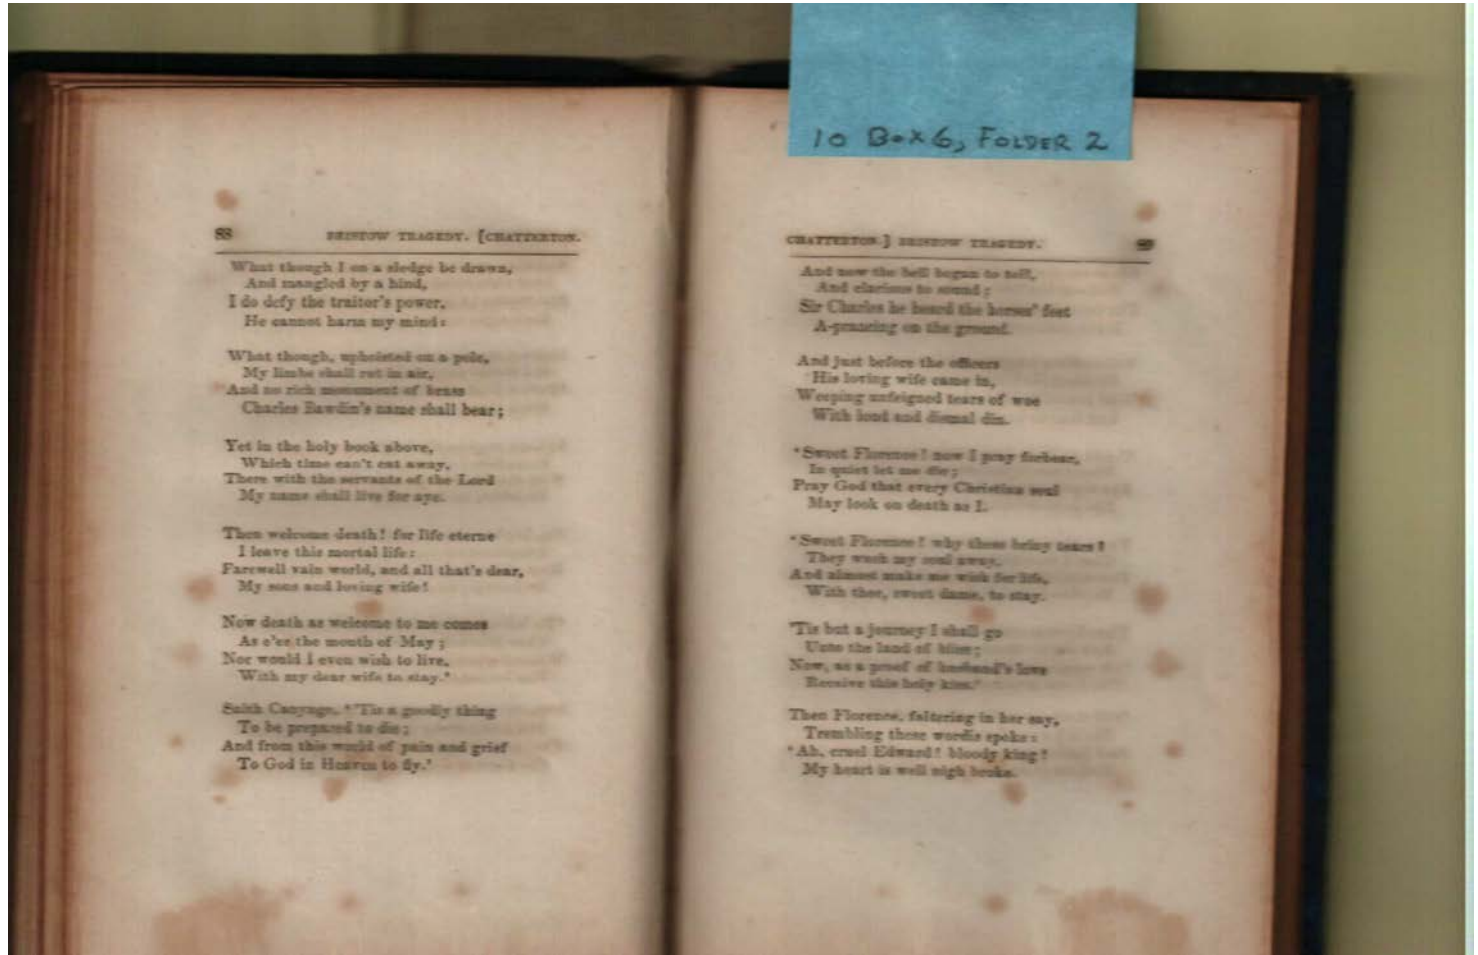 10 Box 6, FOLDER 2
88 BRISTOW TRAGEDY. [CHATTERTON.
What though I on a sledge be drawn,
And mangled by a hind,
I do defy the traitor's power,
He cannot harm my mind:
What though, uphoisted on a pole,
My limbs shall rot in air,
And no rich monument of brass
Charles Bawdin's name shall bear;
Yet in the holy book above,
Which time can't eat away,
There with the servants of the Lord
My name shall live for aye.
Then welcome death! for life eterne
I leave this mortal life:
Farewell vain world, and all that's dear,
My sons and loving wife!
Now death as welcome to me comes
As e'er the month of May;
Nor would I even wish to live,
With my dear wife to stay.'
Saith Canynge, 'Tis a goodly thing
To be prepared to die;
And from this world of pain and grief
To God in Heaven to fly.'
CHATTERTON.] BRISTOW TRAGEDY. 89
And now the bell began to toll,
And clarions to sound;
Sir Charles he heard the horses' feet
A-prancing on the ground.
And just before the officers
His loving wife came in,
Weeping unfeigned tears of woe
With loud and dismal din.
'Sweet Florence! now I pray forbear,
In quiet let me die;
Pray God that every Christian soul
May look on death as I.
'Sweet Florence! why these briny tears?
They wash my soul away,
And almost make me wish for life,
With thee, sweet dame, to stay.
'Tis but a journey I shall go
Unto the land of bliss;
Now, as a proof of husband's love
Receive this holy kiss.'
Then Florence, faltering in her say,
Trembling these wordis spoke:
'Ah, cruel Edward! bloody king!
My heart is well nigh broke.